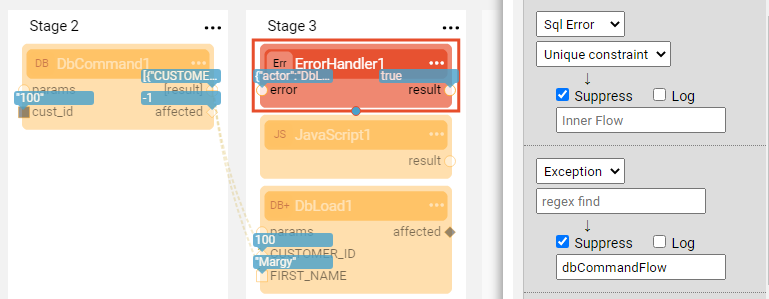 Stage 2
DB DbCommand1
[{"CUSTOME...
params [result]
"100" -1
cust_id affected
Stage 3
Err ErrorHandler1
{"actor":"DbL... true
error result
JS JavaScript1
result
DB+ DbLoad1
params affected
100
CUSTOMER_ID
"Margy"
FIRST_NAME
Sql Error
Unique constraint
↓
Suppress Log
Inner Flow
Exception
regex find
↓
Suppress Log
dbCommandFlow